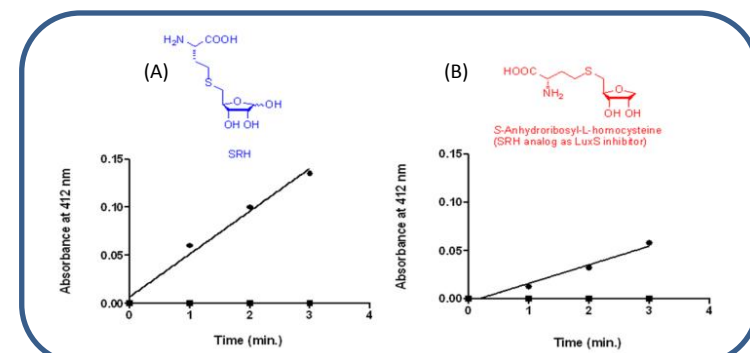 (A)
H₂N COOH
S
O OH
OH OH
SRH
Absorbance at 412 nm
0.15
0.10
0.05
0.00
0 1 2 3 4
Time (min.)
(B)
HOOC S O
NH₂
OH OH
S-Anhydroribosyl-L-homocysteine
(SRH analog as LuxS inhibitor)
Absorbance at 412 nm
0.15
0.10
0.05
0.00
0 1 2 3 4
Time (min.)